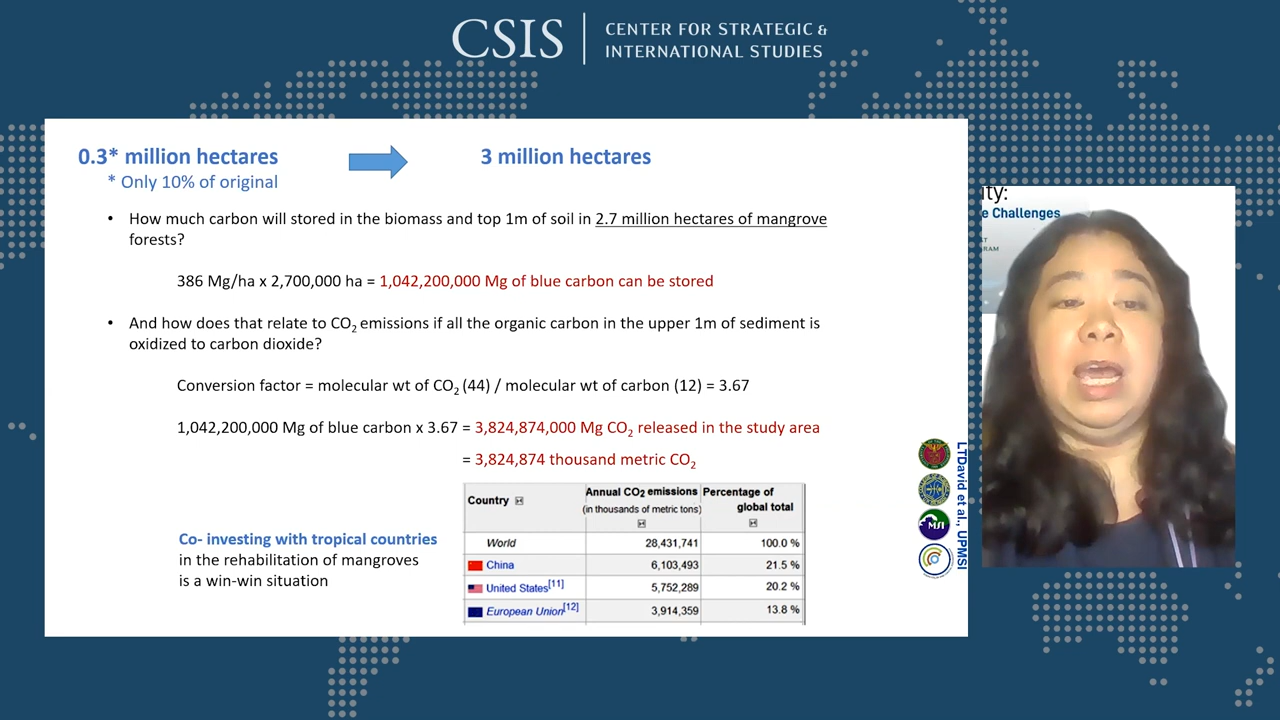 CSIS
CENTER FOR STRATEGIC &
INTERNATIONAL STUDIES
0.3* million hectares
3 million hectares
* Only 10% of original
• How much carbon will stored in the biomass and top 1m of soil in 2.7 million hectares of mangrove
forests?
386 Mg/ha x 2,700,000 ha = 1,042,200,000 Mg of blue carbon can be stored
• And how does that relate to CO2 emissions if all the organic carbon in the upper 1m of sediment is
oxidized to carbon dioxide?
Conversion factor = molecular wt of CO2 (44) / molecular wt of carbon (12) = 3.67
1,042,200,000 Mg of blue carbon x 3.67 = 3,824,874,000 Mg CO2 released in the study area
= 3,824,874 thousand metric CO2
Co- investing with tropical countries
in the rehabilitation of mangroves
is a win-win situation
Country Annual CO2 emissions Percentage of
(in thousands of metric tons) global total
World 28,431,741 100.0 %
China 6,103,493 21.5 %
United States[11] 5,752,289 20.2 %
European Union[12] 3,914,359 13.8 %
LTDavid et al., UPMSI
MSI
ity:
e Challenges
AT
RAM